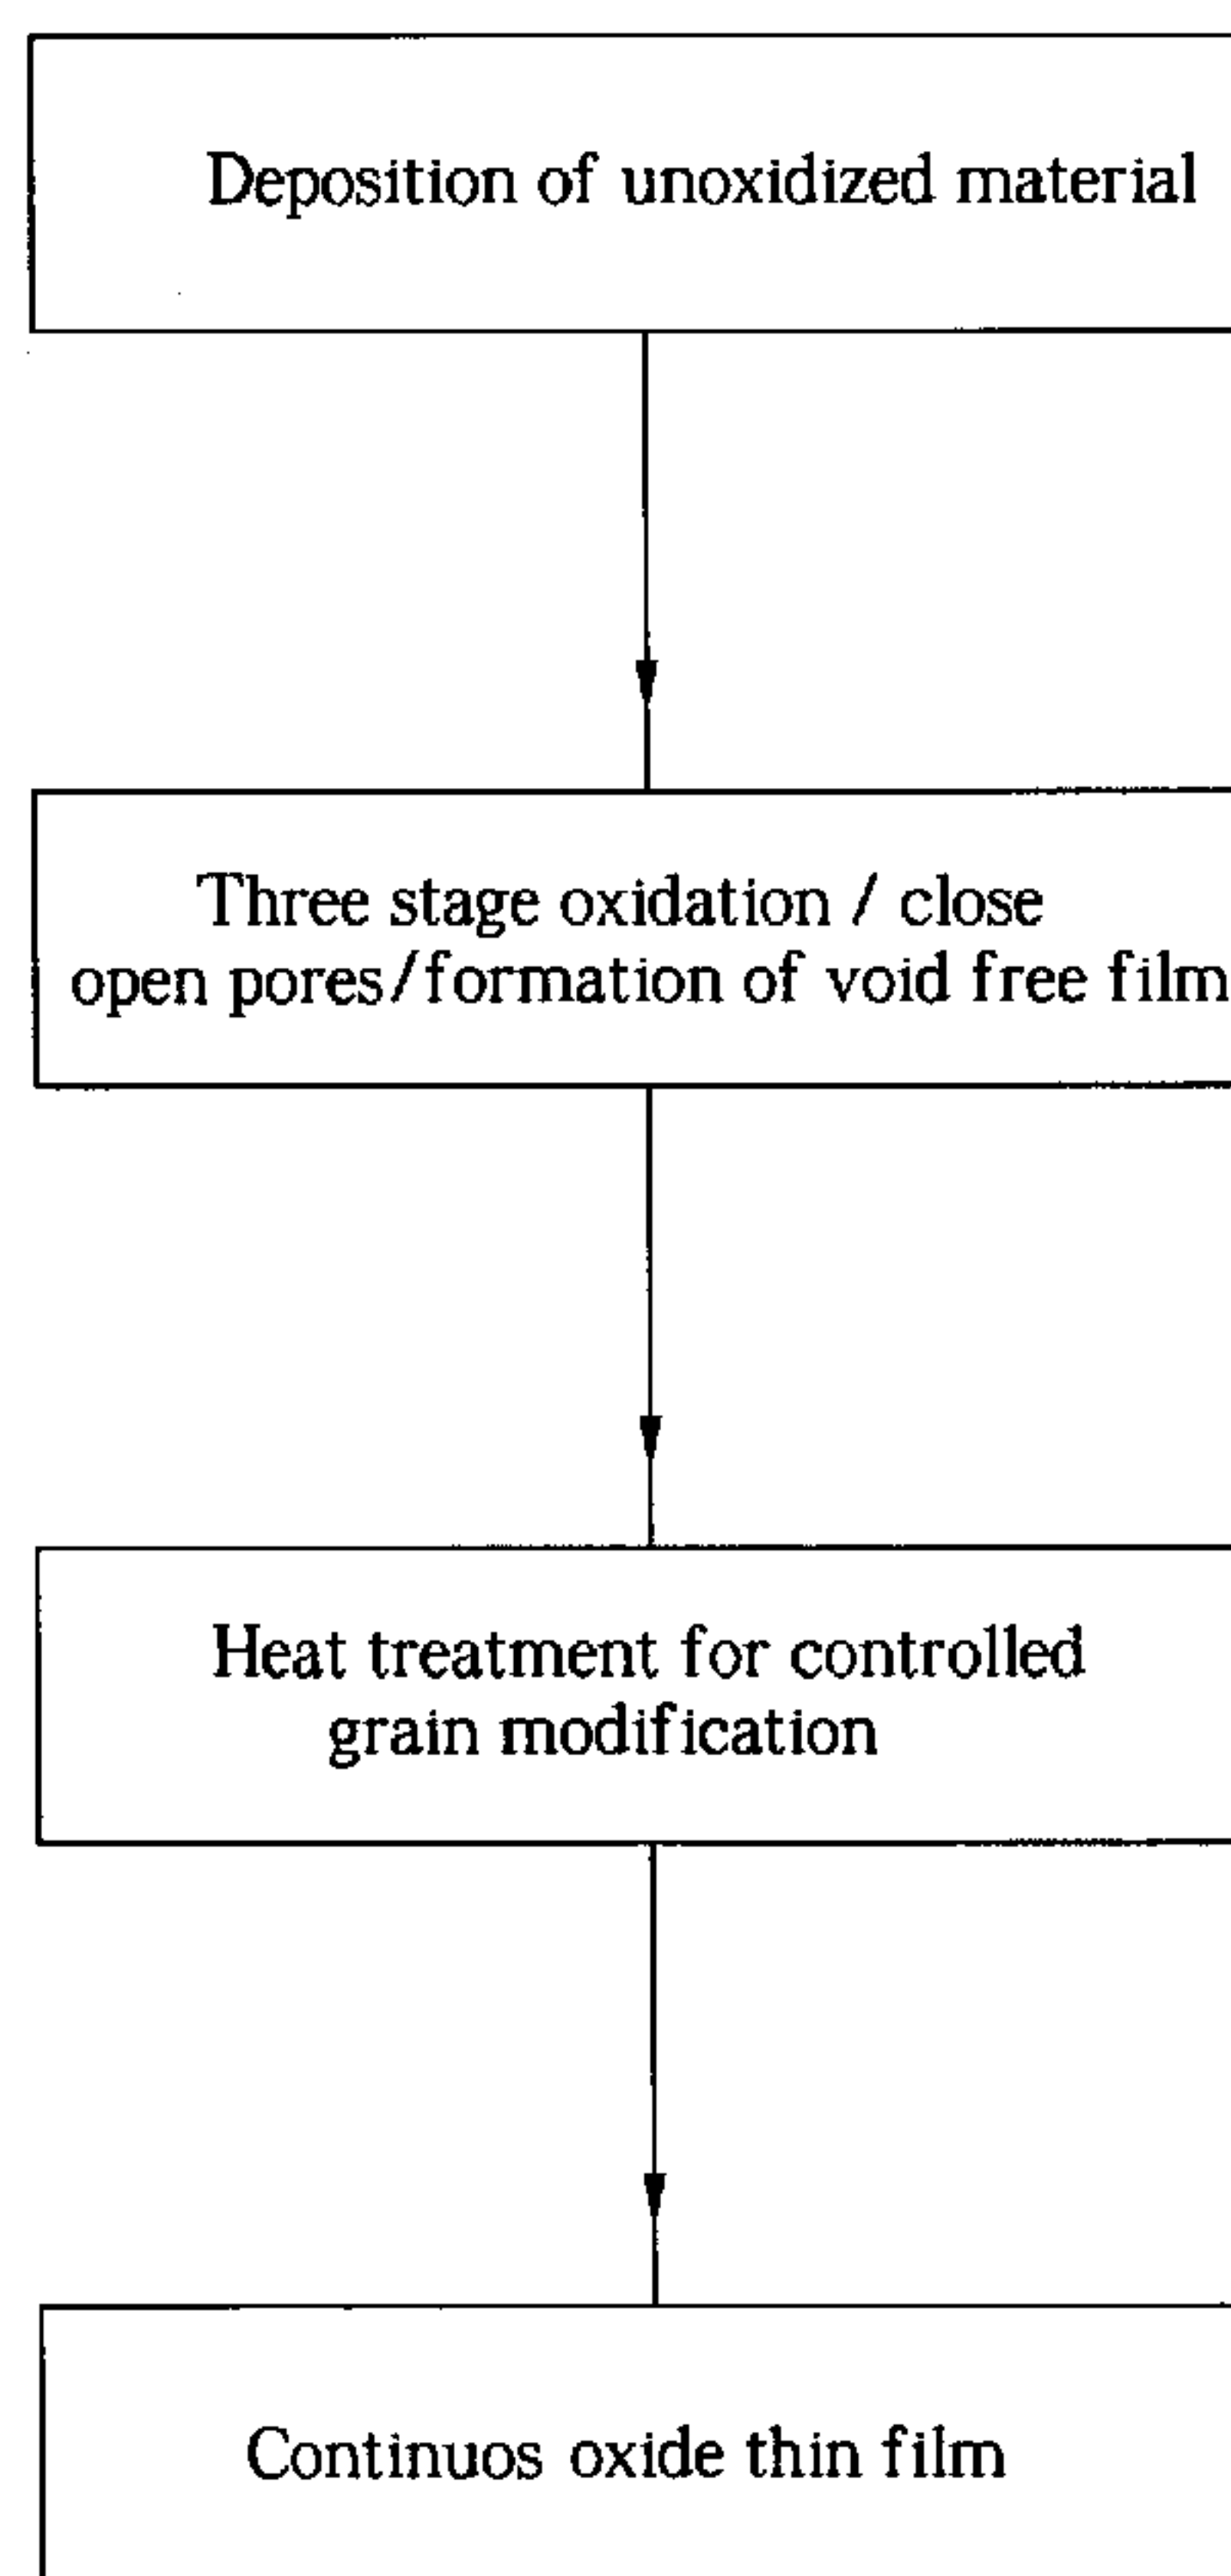 Deposition of unoxidized material
Three stage oxidation / close
open pores/formation of void free film
Heat treatment for controlled
grain modification
Continuos oxide thin film